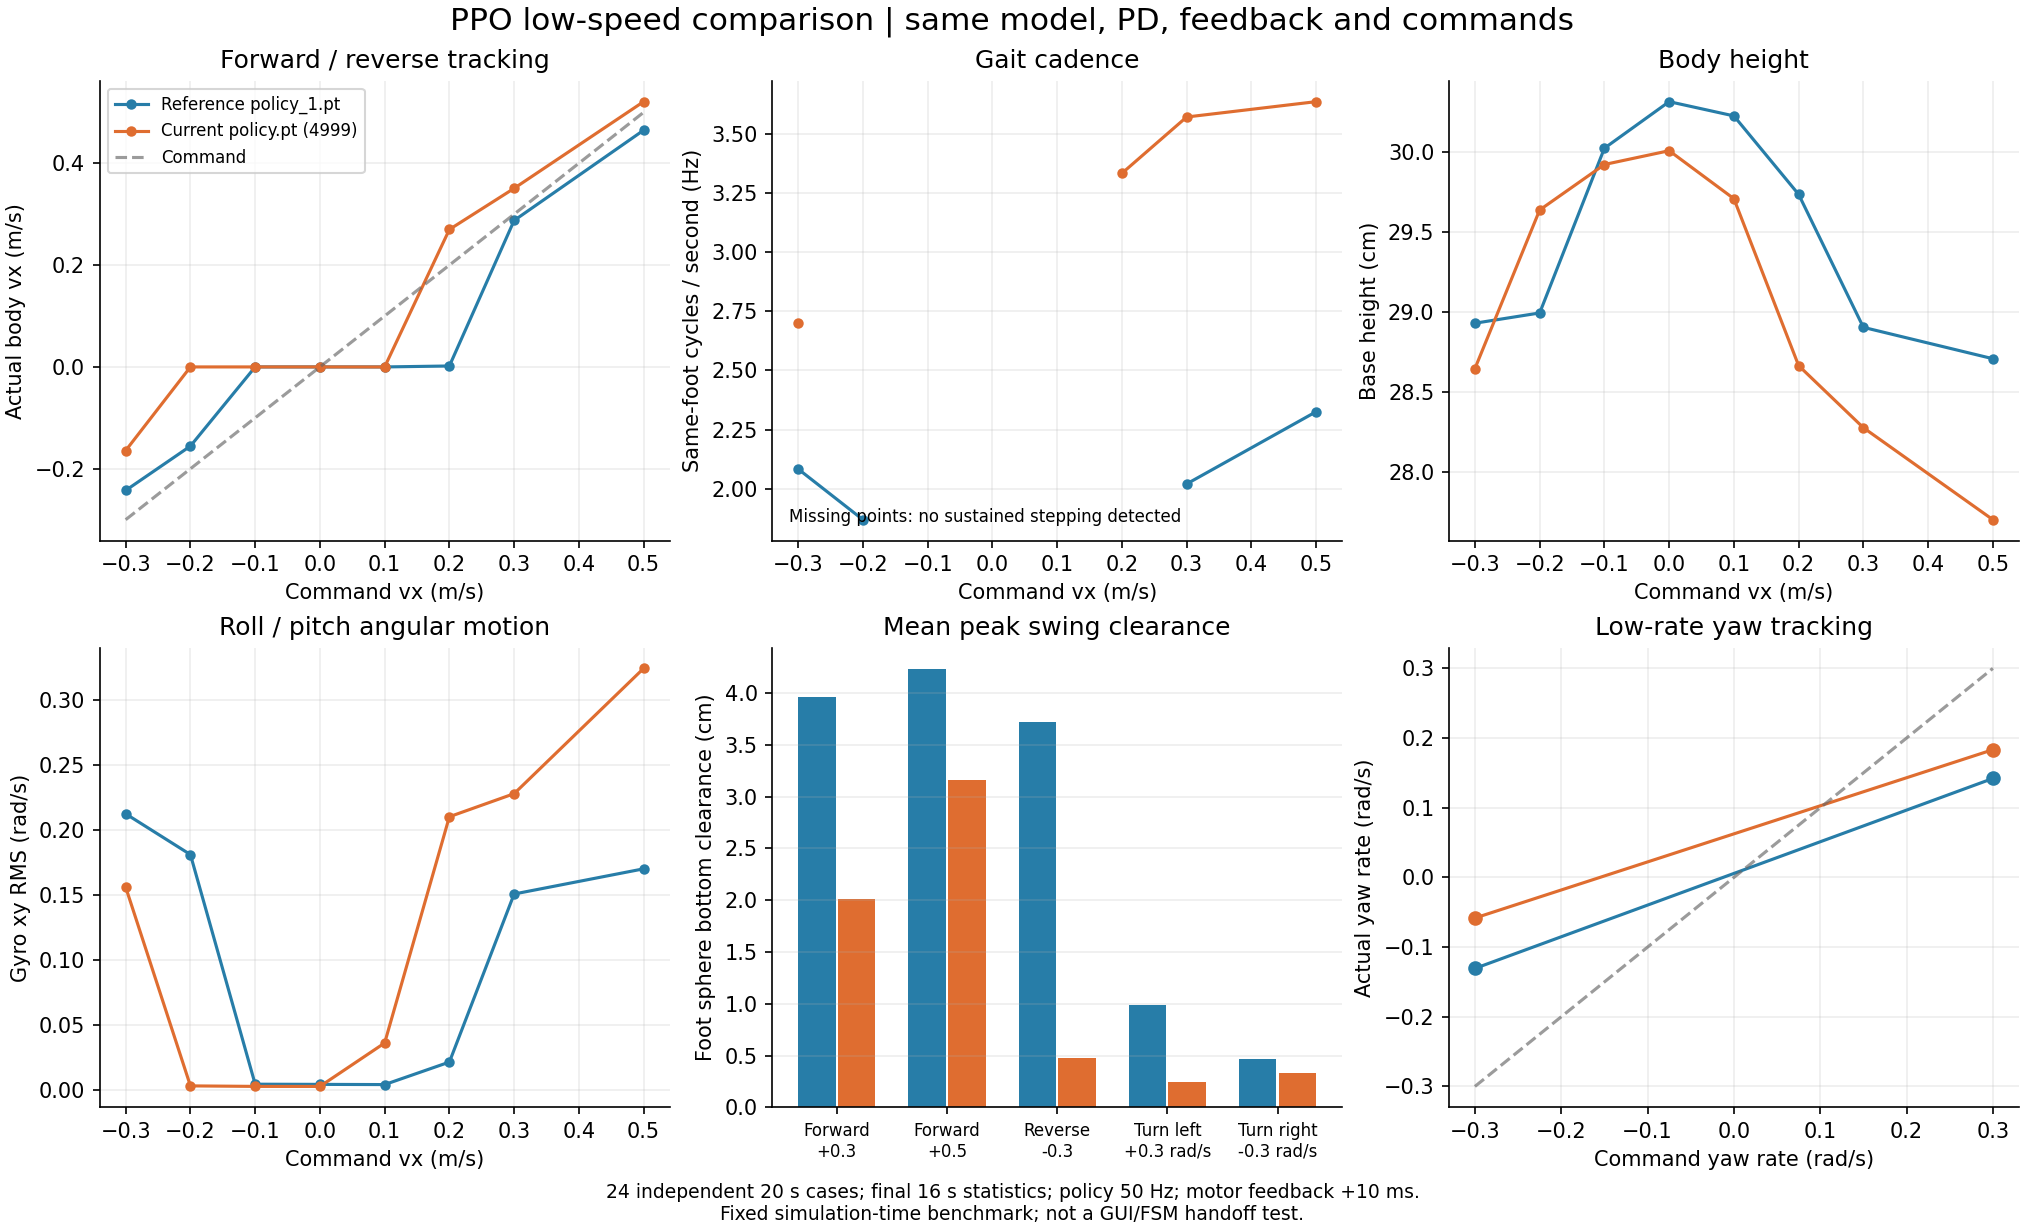 PPO low-speed comparison | same model, PD, feedback and commands
Forward / reverse tracking
Reference policy_1.pt
Current policy.pt (4999)
Command
Actual body vx (m/s)
0.4
0.2
0.0
−0.2
−0.3 −0.2 −0.1 0.0 0.1 0.2 0.3 0.4 0.5
Command vx (m/s)
Gait cadence
Same-foot cycles / second (Hz)
3.50
3.25
3.00
2.75
2.50
2.25
2.00
Missing points: no sustained stepping detected
−0.3 −0.2 −0.1 0.0 0.1 0.2 0.3 0.4 0.5
Command vx (m/s)
Body height
Base height (cm)
30.0
29.5
29.0
28.5
28.0
−0.3 −0.2 −0.1 0.0 0.1 0.2 0.3 0.4 0.5
Command vx (m/s)
Roll / pitch angular motion
Gyro xy RMS (rad/s)
0.30
0.25
0.20
0.15
0.10
0.05
0.00
−0.3 −0.2 −0.1 0.0 0.1 0.2 0.3 0.4 0.5
Command vx (m/s)
Mean peak swing clearance
Foot sphere bottom clearance (cm)
4.0
3.5
3.0
2.5
2.0
1.5
1.0
0.5
0.0
Forward
+0.3
Forward
+0.5
Reverse
-0.3
Turn left
+0.3 rad/s
Turn right
-0.3 rad/s
Low-rate yaw tracking
Actual yaw rate (rad/s)
0.3
0.2
0.1
0.0
−0.1
−0.2
−0.3
−0.3 −0.2 −0.1 0.0 0.1 0.2 0.3
Command yaw rate (rad/s)
24 independent 20 s cases; final 16 s statistics; policy 50 Hz; motor feedback +10 ms.
Fixed simulation-time benchmark; not a GUI/FSM handoff test.